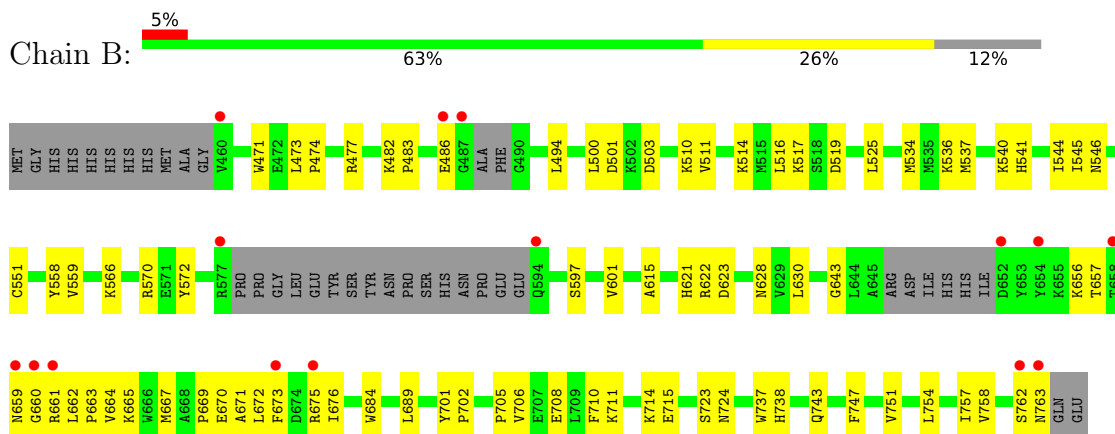 5%
Chain B:
63% 26% 12%
MET GLY HIS HIS HIS HIS HIS HIS MET ALA GLY V460 W471 E472 L473 P474 R477 K482 P483 E486 G487 ALA PHE G490 L494 L500 D501 K502 D503 K510 V511 K514 M515 L516 K517 S518 D519 L525 M534 M535 K536 M537 K540 H541 I544 I545 N546
C551 Y558 V559 K566 R570 E571 Y572 R577 PRO PRO GLY LEU GLU TYR SER TYR ASN PRO SER HIS ASN PRO GLU GLU Q594 S597 V601 A615 H621 R622 D623 N628 V629 L630 G643 L644 A645 ARG ASP ILE HIS HIS ILE D652 Y653 Y654 K655 K656 T657 T658
N659 G660 R661 L662 P663 V664 K665 W666 M667 A668 P669 E670 A671 L672 F673 D674 R675 I676 W684 L689 Y701 P702 P705 V706 E707 E708 L709 F710 K711 K714 E715 S723 N724 W737 H738 Q743 F747 V751 L754 I757 V758 S762 N763 GLN GLU